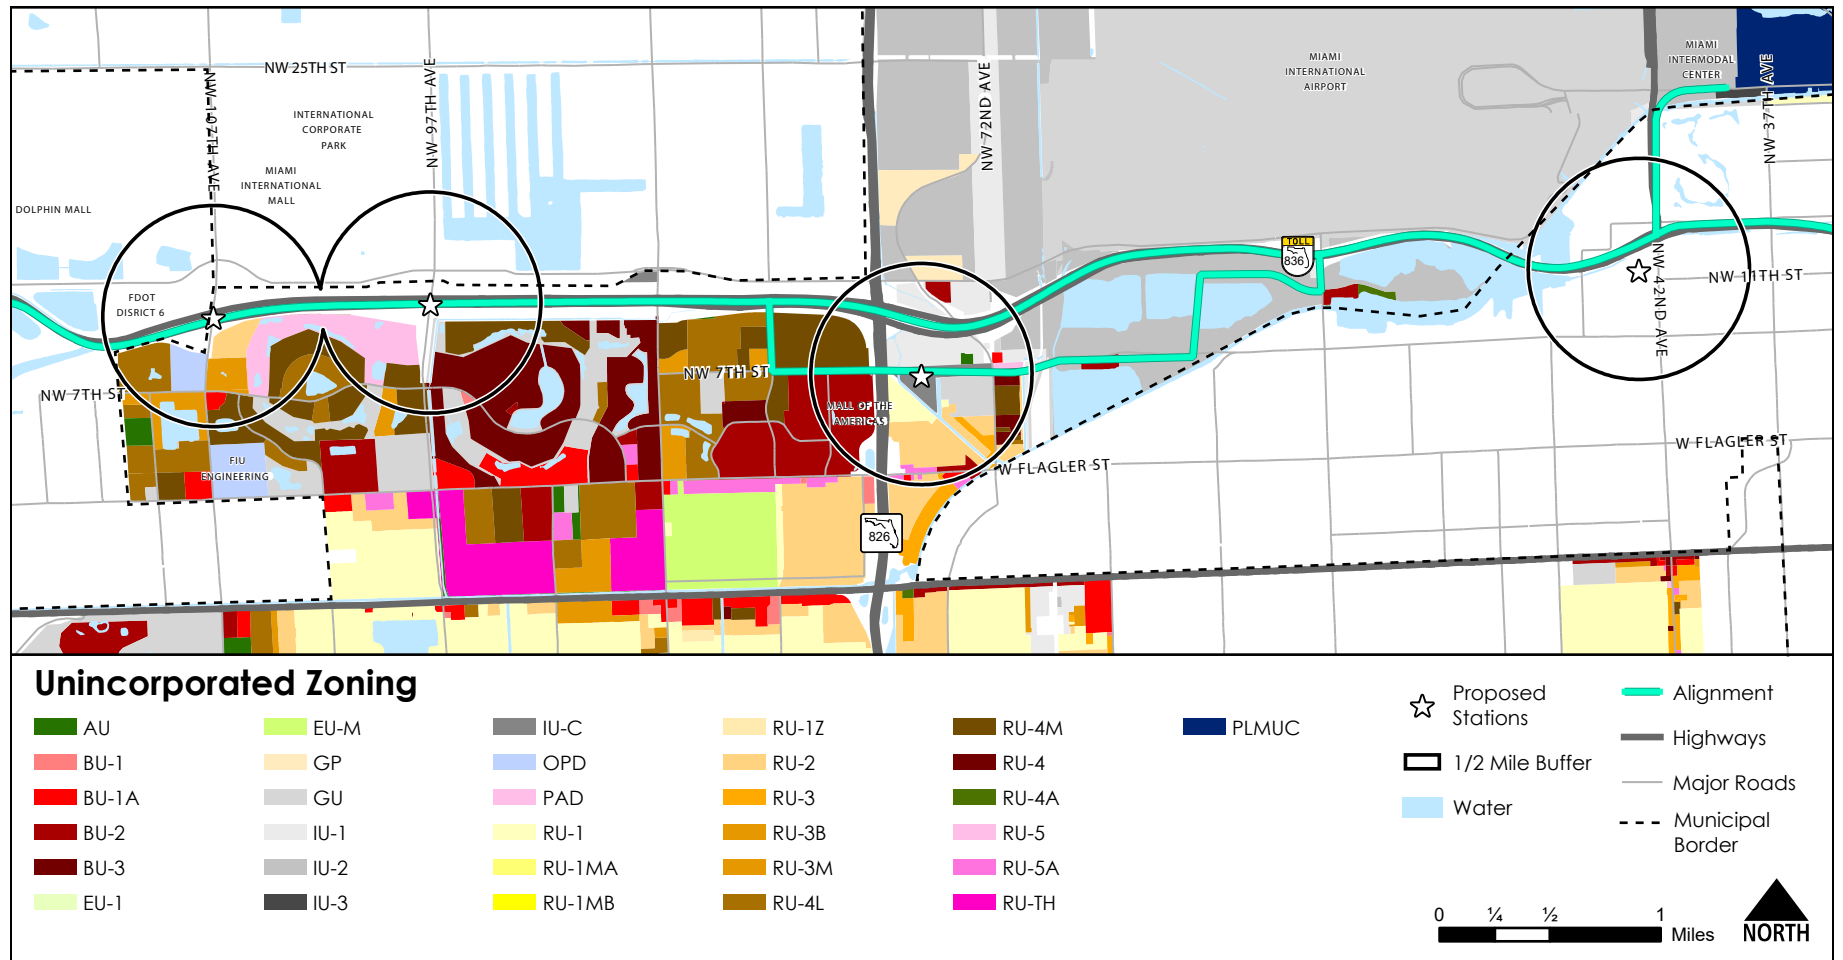 NW 25TH ST
NW 107TH AVE
NW 97TH AVE
NW 72ND AVE
NW 37TH AVE
NW 42ND AVE
INTERNATIONAL
CORPORATE
PARK
MIAMI
INTERNATIONAL
MALL
DOLPHIN MALL
FDOT
DISRICT 6
MIAMI
INTERNATIONAL
AIRPORT
MIAMI
INTERMODAL
CENTER
TOLL
836
NW 11TH ST
NW 7TH ST
NW 7TH ST
MALL OF THE
AMERICAS
FIU
ENGINEERING
W FLAGLER ST
W FLAGLER ST
826
Unincorporated Zoning
AU
BU-1
BU-1A
BU-2
BU-3
EU-1
EU-M
GP
GU
IU-1
IU-2
IU-3
IU-C
OPD
PAD
RU-1
RU-1MA
RU-1MB
RU-1Z
RU-2
RU-3
RU-3B
RU-3M
RU-4L
RU-4M
RU-4
RU-4A
RU-5
RU-5A
RU-TH
PLMUC
Proposed
Stations
1/2 Mile Buffer
Water
Alignment
Highways
Major Roads
Municipal
Border
0 ¼ ½ 1
Miles
NORTH